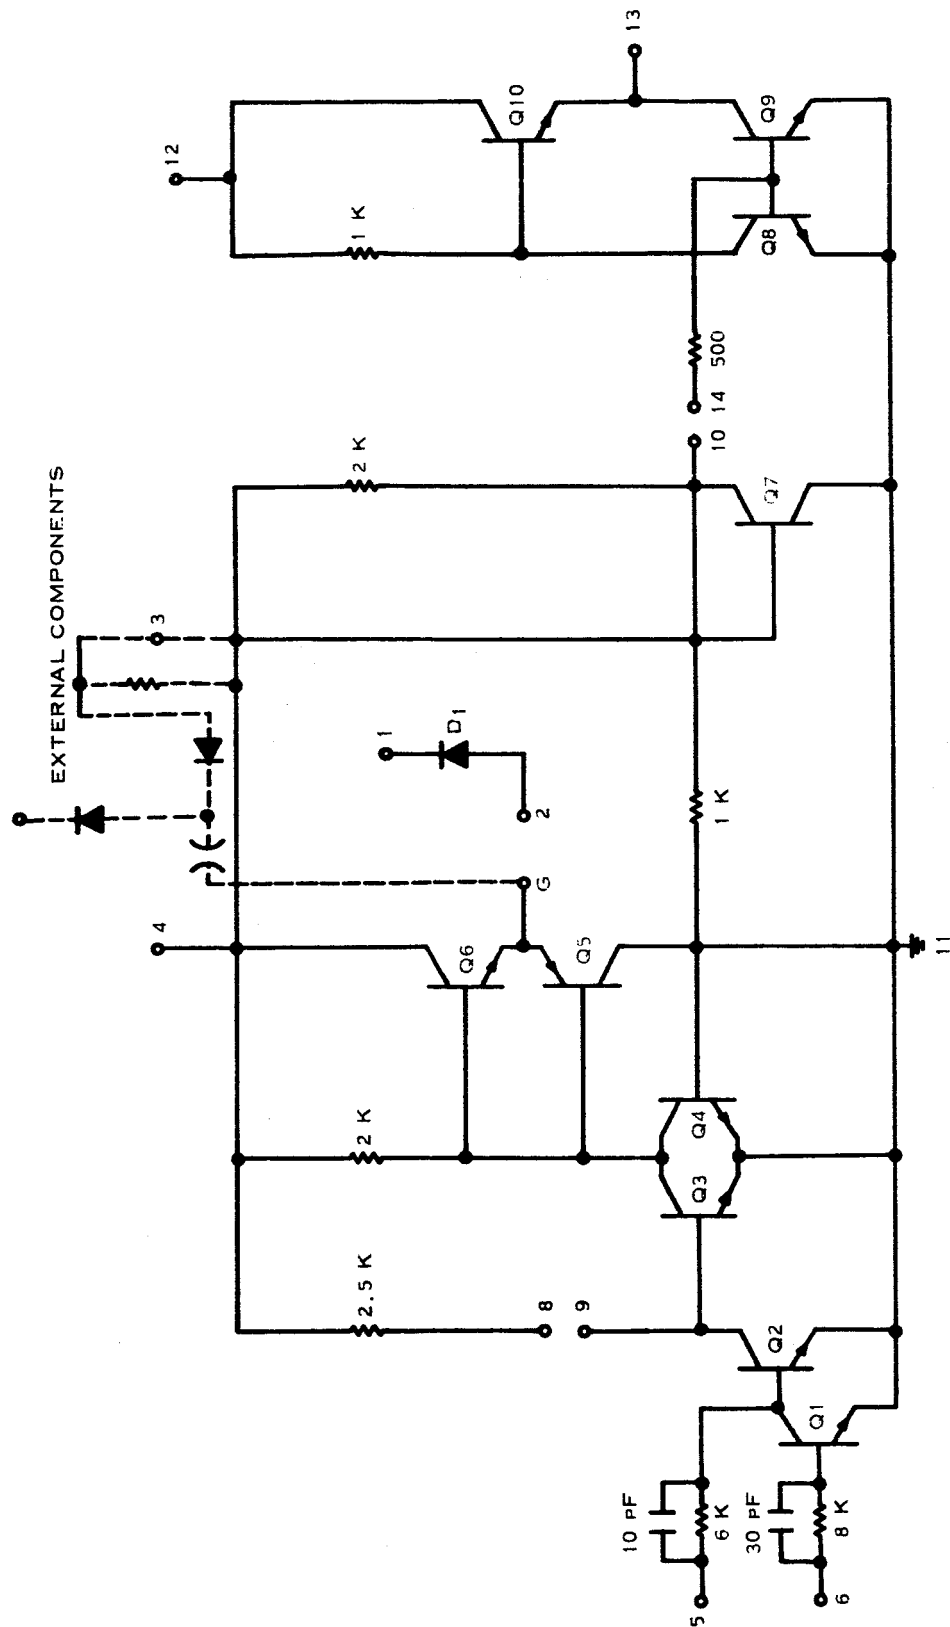 EXTERNAL COMPONENTS
12
13
1 K
Q10
Q9
Q8
500
14
10
2 K
Q7
3
1
D1
2
1 K
4
G
Q6
Q5
11
2 K
Q4
Q3
2.5 K
8
9
Q2
Q1
10 pF
6 K
30 pF
8 K
5
6